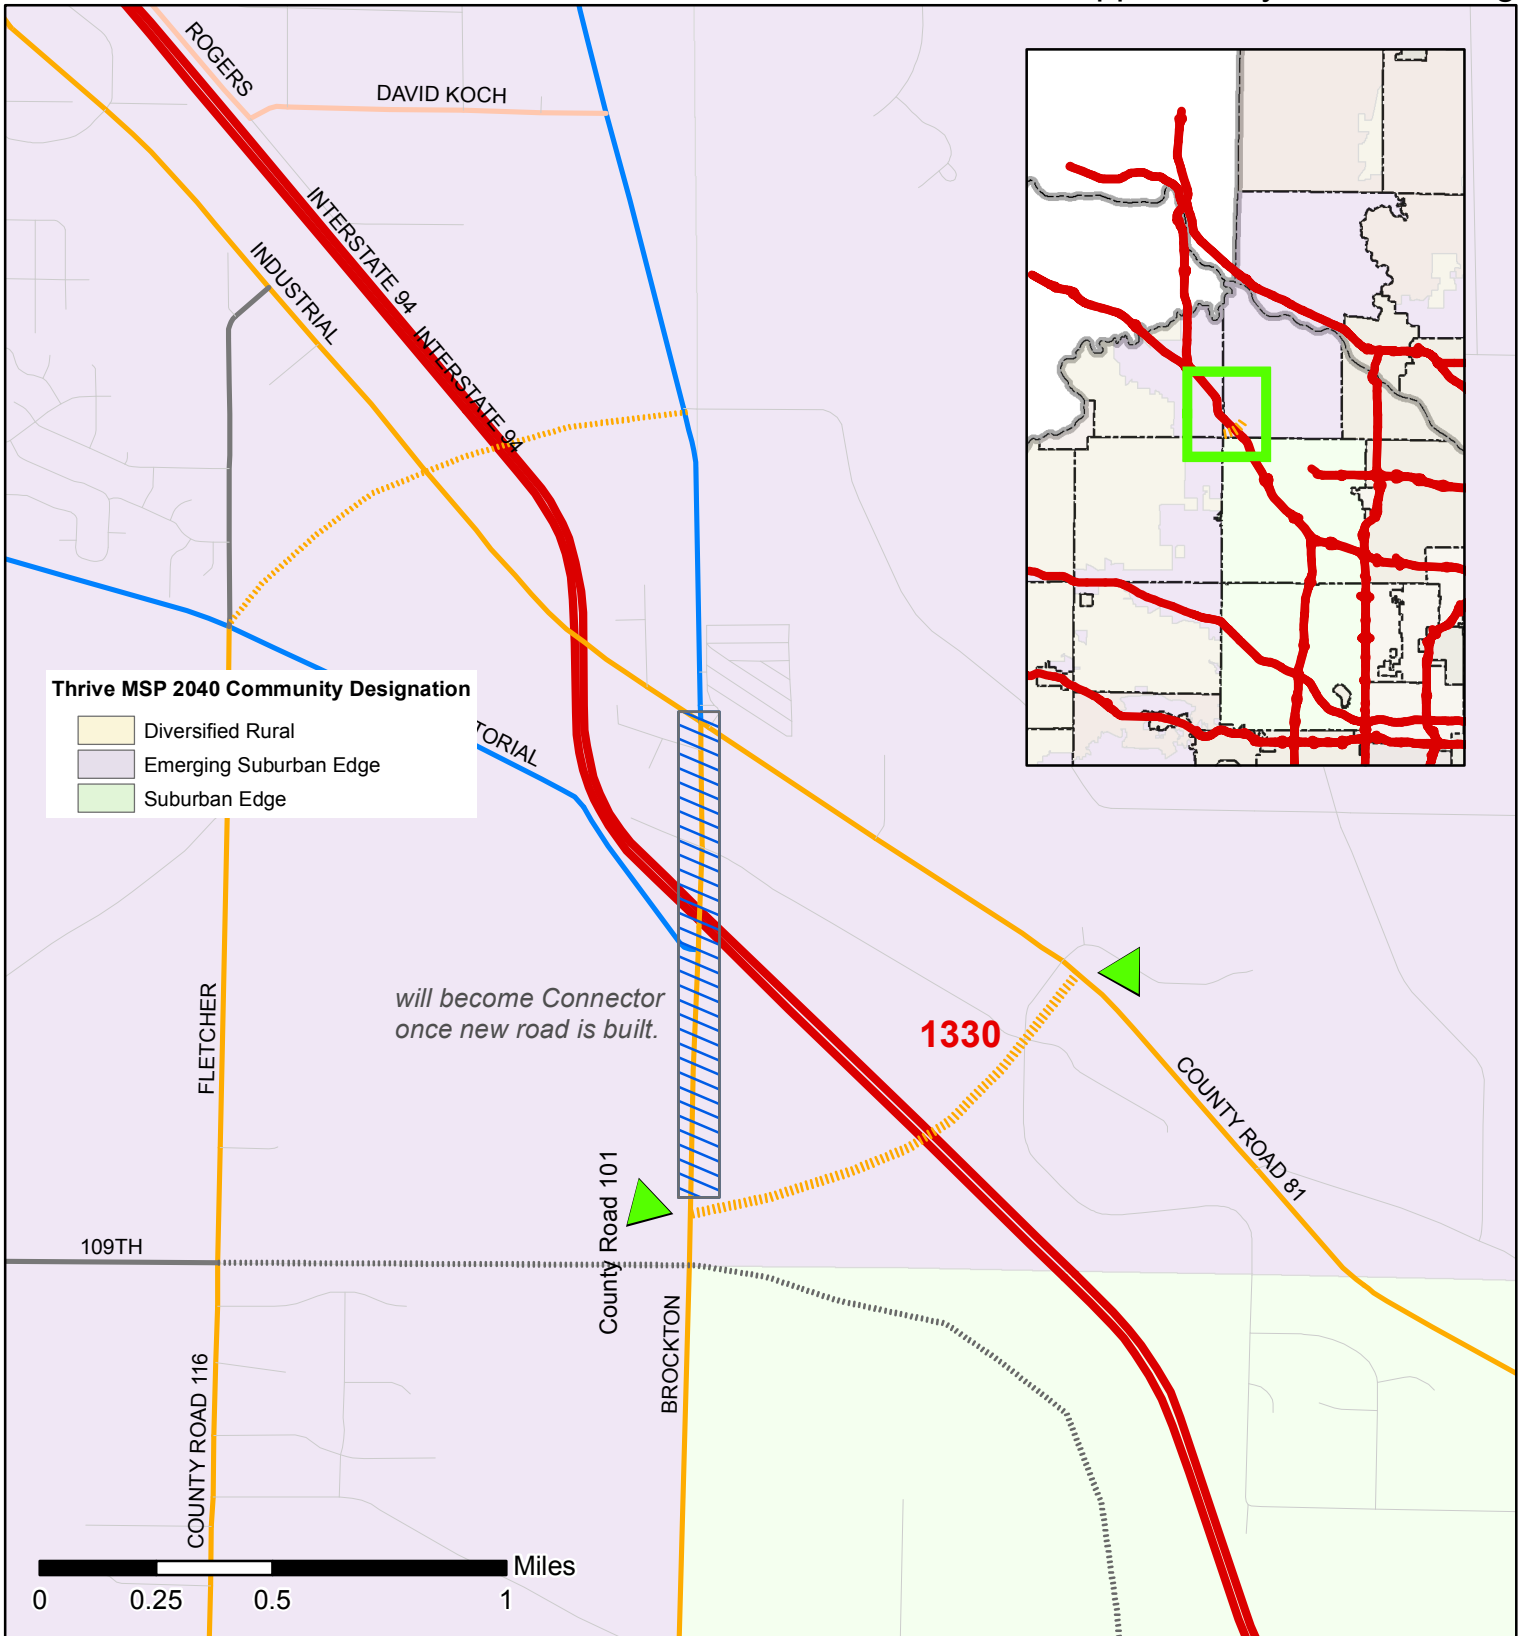 ROGERS
DAVID KOCH
INTERSTATE 94
INTERSTATE 94
INDUSTRIAL
Thrive MSP 2040 Community Designation
Diversified Rural
Emerging Suburban Edge
Suburban Edge
TORIAL
will become Connector
once new road is built.
1330
FLETCHER
COUNTY ROAD 81
County Road 101
109TH
BROCKTON
COUNTY ROAD 116
Miles
0 0.25 0.5 1